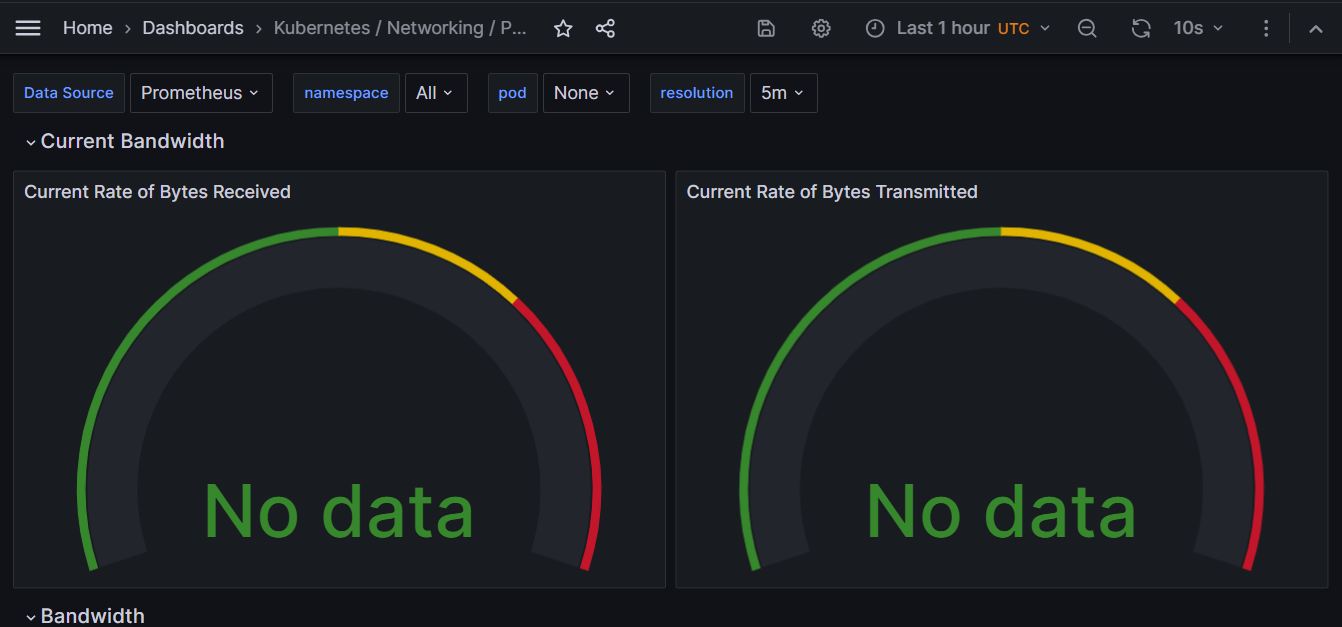 Home › Dashboards › Kubernetes / Networking / P... Last 1 hour UTC 10s
Data Source Prometheus namespace All pod None resolution 5m
Current Bandwidth
Current Rate of Bytes Received
No data
Current Rate of Bytes Transmitted
No data
Bandwidth